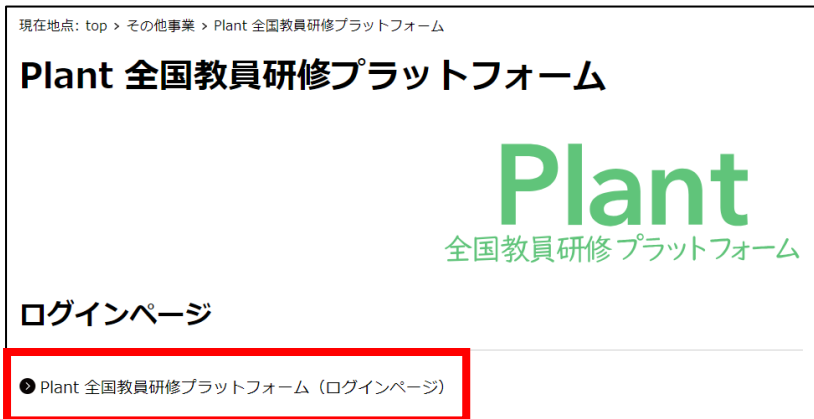 現在地点: top > その他事業 > Plant 全国教員研修プラットフォーム
Plant 全国教員研修プラットフォーム
Plant
全国教員研修プラットフォーム
ログインページ
Plant 全国教員研修プラットフォーム（ログインページ）